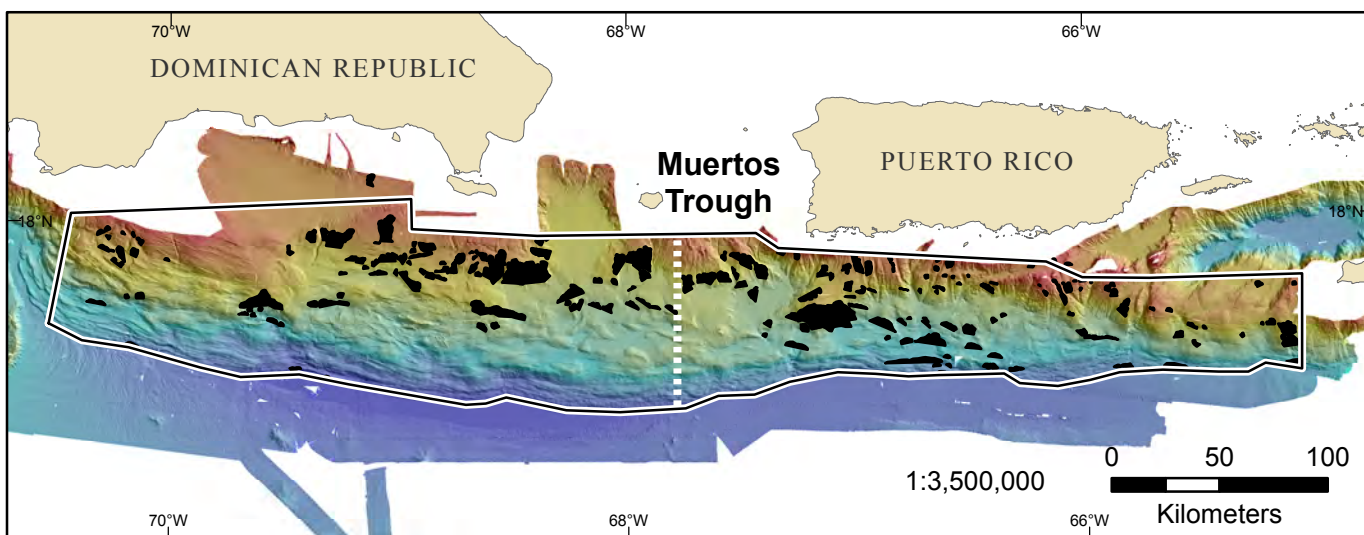 70°W
68°W
66°W
DOMINICAN REPUBLIC
PUERTO RICO
Muertos
Trough
18°N
18°N
1:3,500,000
0 50 100
Kilometers
70°W
68°W
66°W